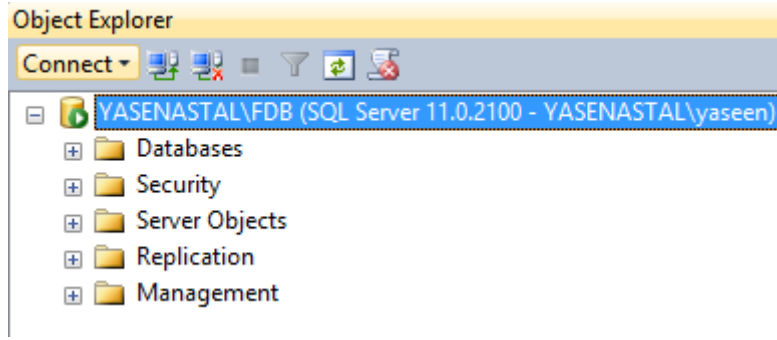 Object Explorer
Connect
YASENASTAL\FDB (SQL Server 11.0.2100 - YASENASTAL\yaseen)
Databases
Security
Server Objects
Replication
Management